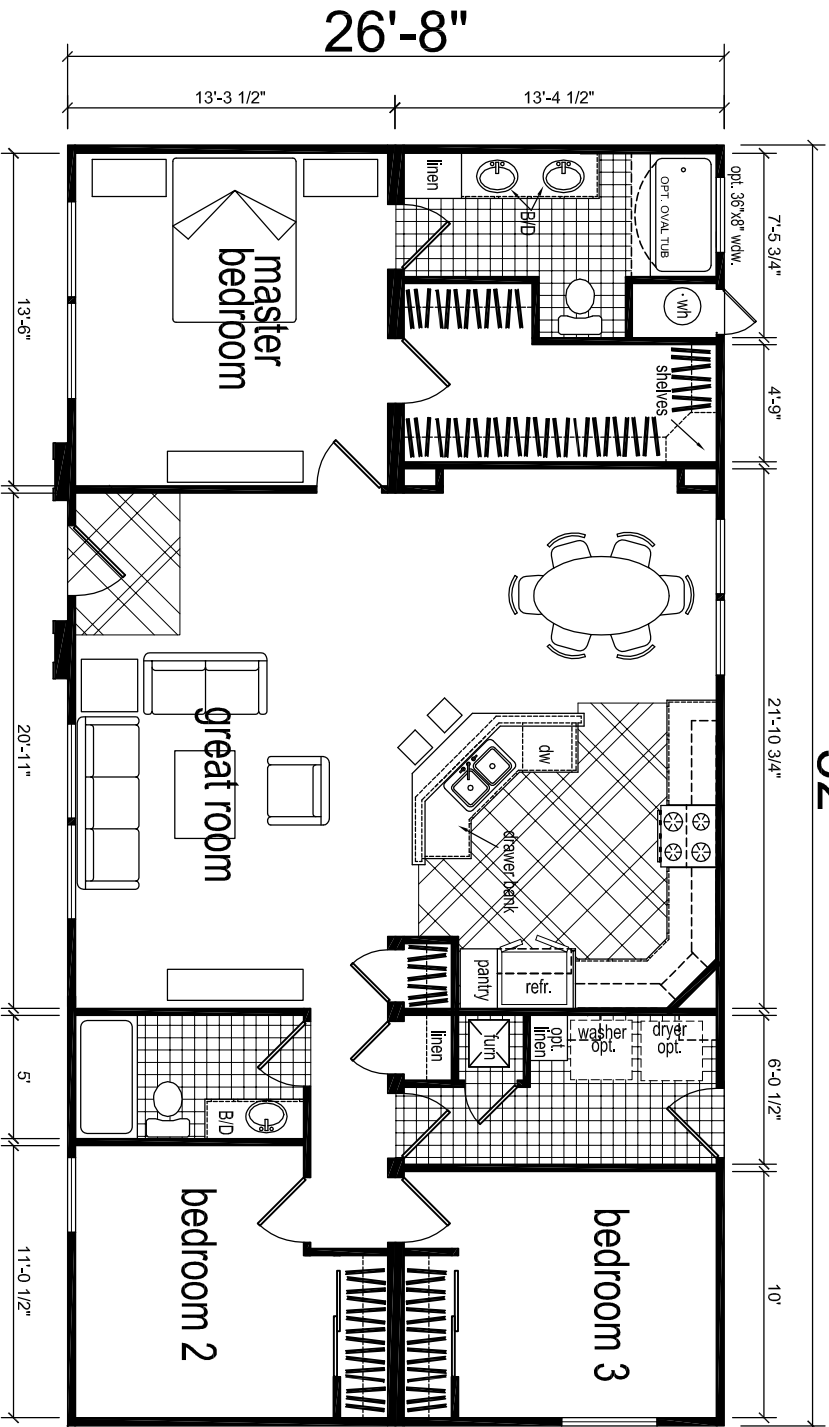 26'-8"
13'-3 1/2"
13'-4 1/2"
linen
B/D
OPT. OVAL TUB
opt. 36"x8" wdw.
7'-5 3/4"
master
bedroom
wh
13'-6"
shelves
4'-9"
21'-10 3/4"
great room
20'-11"
dw
drawer bank
pantry
refr.
linen
furn
opt.
linen
washer
opt.
dryer
opt.
6'-0 1/2"
5'
B/D
bedroom 2
bedroom 3
11'-0 1/2"
10'